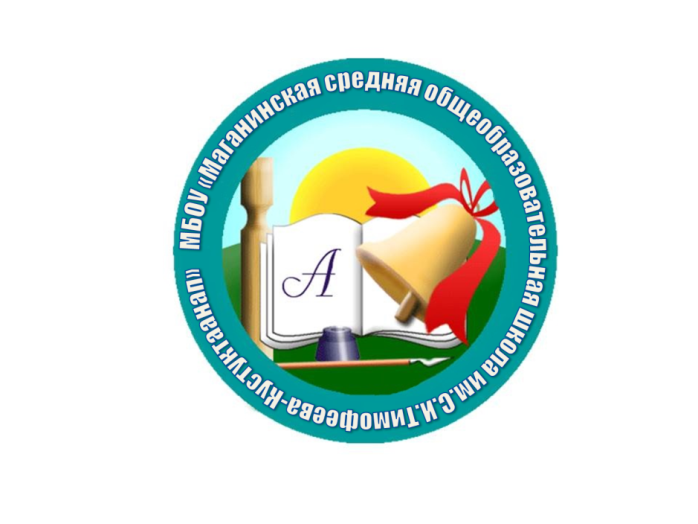 МБОУ «Маганинская средняя общеобразовательная школа им.С.И.Тимофеева-Кустуктаанап»
А